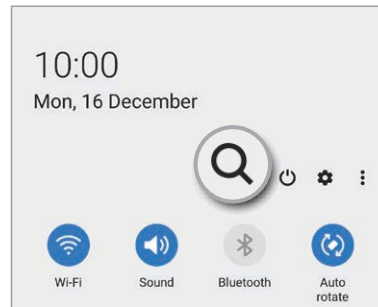 10:00
Mon, 16 December
Wi-Fi
Sound
Bluetooth
Auto
rotate